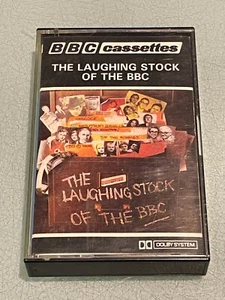 BBC cassettes
THE LAUGHING STOCK
OF THE BBC
THE
LAUGHING STOCK
OF THE BBC
DOLBY SYSTEM